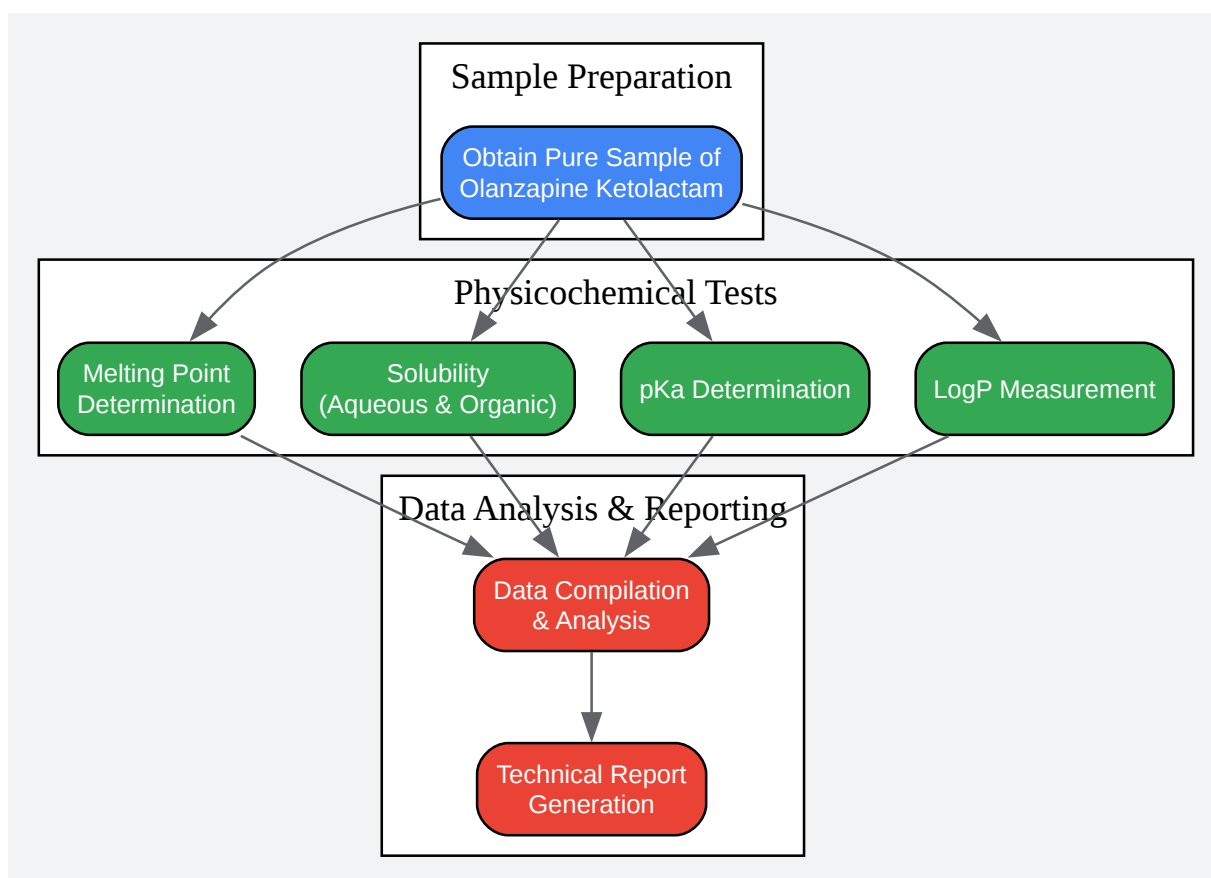 Sample Preparation
Obtain Pure Sample of
Olanzapine Ketolactam
Physicochemical Tests
Melting Point
Determination
Solubility
(Aqueous & Organic)
pKa Determination
LogP Measurement
Data Analysis & Reporting
Data Compilation
& Analysis
Technical Report
Generation